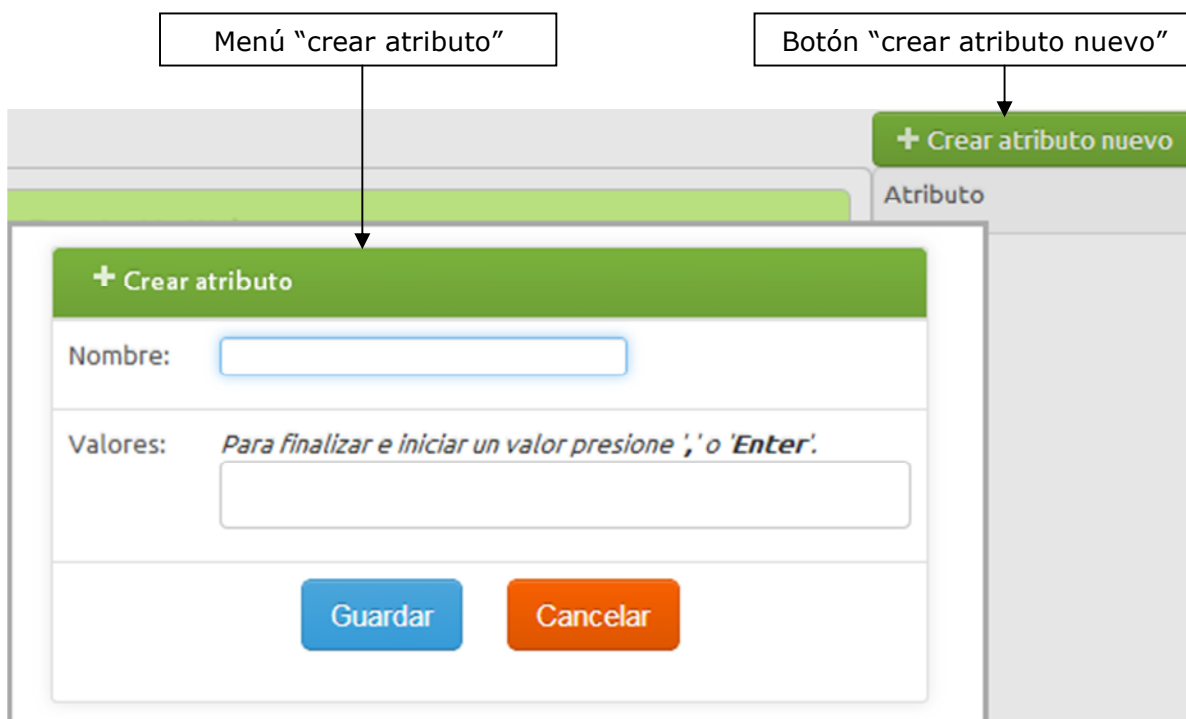 Menú “crear atributo”
Botón “crear atributo nuevo”
+ Crear atributo nuevo
Atributo
+ Crear atributo
Nombre:
Valores: Para finalizar e iniciar un valor presione ',' o 'Enter'.
Guardar Cancelar